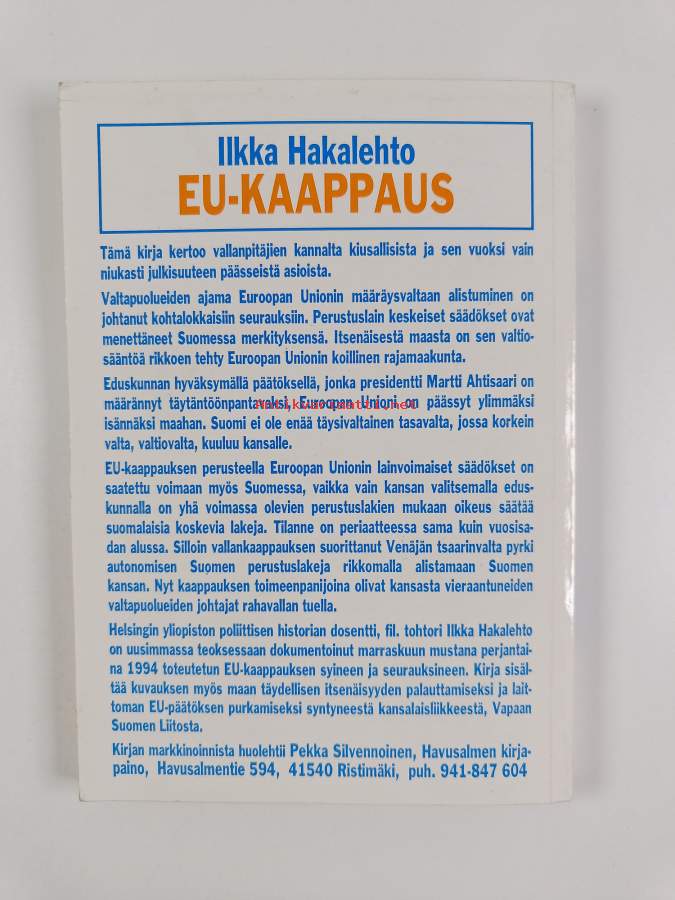 Ilkka Hakalehto
EU-KAAPPAUS
Tämä kirja kertoo vallanpitäjien kannalta kiusallisista ja sen vuoksi vain
niukasti julkisuuteen päässeistä asioista.
Valtapuolueiden ajama Euroopan Unionin määräysvaltaan alistuminen on
johtanut kohtalokkaisiin seurauksiin. Perustuslain keskeiset säädökset ovat
menettäneet Suomessa merkityksensä. Itsenäisestä maasta on sen valtio-
sääntöä rikkoen tehty Euroopan Unionin koillinen rajamaakunta.
Eduskunnan hyväksymällä päätöksellä, jonka presidentti Martti Ahtisaari on
määrännyt täytäntöönpantavaksi, Euroopan Unioni on päässyt ylimmäksi
Antikvariaatti.net
isännäksi maahan. Suomi ei ole enää täysivaltainen tasavalta, jossa korkein
valta, valtiovalta, kuuluu kansalle.
EU-kaappauksen perusteella Euroopan Unionin lainvoimaiset säädökset on
saatettu voimaan myös Suomessa, vaikka vain kansan valitsemalla edus-
kunnalla on yhä voimassa olevien perustuslakien mukaan oikeus säätää
suomalaisia koskevia lakeja. Tilanne on periaatteessa sama kuin vuosisa-
dan alussa. Silloin vallankaappauksen suorittanut Venäjän tsaarinvalta pyrki
autonomisen Suomen perustuslakeja rikkomalla alistamaan Suomen
kansan. Nyt kaappauksen toimeenpanijoina olivat kansasta vieraantuneiden
valtapuolueiden johtajat rahavallan tuella.
Helsingin yliopiston poliittisen historian dosentti, fil. tohtori Ilkka Hakalehto
on uusimmassa teoksessaan dokumentoinut marraskuun mustana perjantai-
na 1994 toteutetun EU-kaappauksen syineen ja seurauksineen. Kirja sisäl-
tää kuvauksen myös maan täydellisen itsenäisyyden palauttamiseksi ja lait-
toman EU-päätöksen purkamiseksi syntyneestä kansalaisliikkeestä, Vapaan
Suomen Liitosta.
Kirjan markkinoinnista huolehtii Pekka Silvennoinen, Havusalmen kirja-
paino, Havusalmentie 594, 41540 Ristimäki, puh. 941-847 604